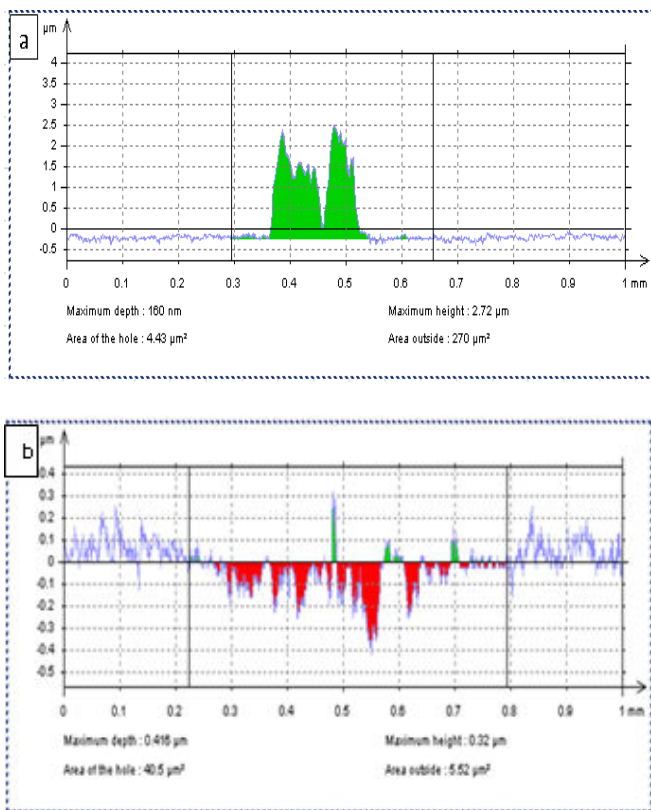 a
µm
4
3.5
3
2.5
2
1.5
1
0.5
0
-0.5
0 0.1 0.2 0.3 0.4 0.5 0.6 0.7 0.8 0.9 1 mm
Maximum depth : 160 nm Maximum height : 2.72 µm
Area of the hole : 4.43 µm² Area outside : 270 µm²
b
µm
0.4
0.3
0.2
0.1
0
-0.1
-0.2
-0.3
-0.4
-0.5
0 0.1 0.2 0.3 0.4 0.5 0.6 0.7 0.8 0.9 1 mm
Maximum depth : 0.416 µm Maximum height : 0.32 µm
Area of the hole : 40.5 µm² Area outside : 5.52 µm²